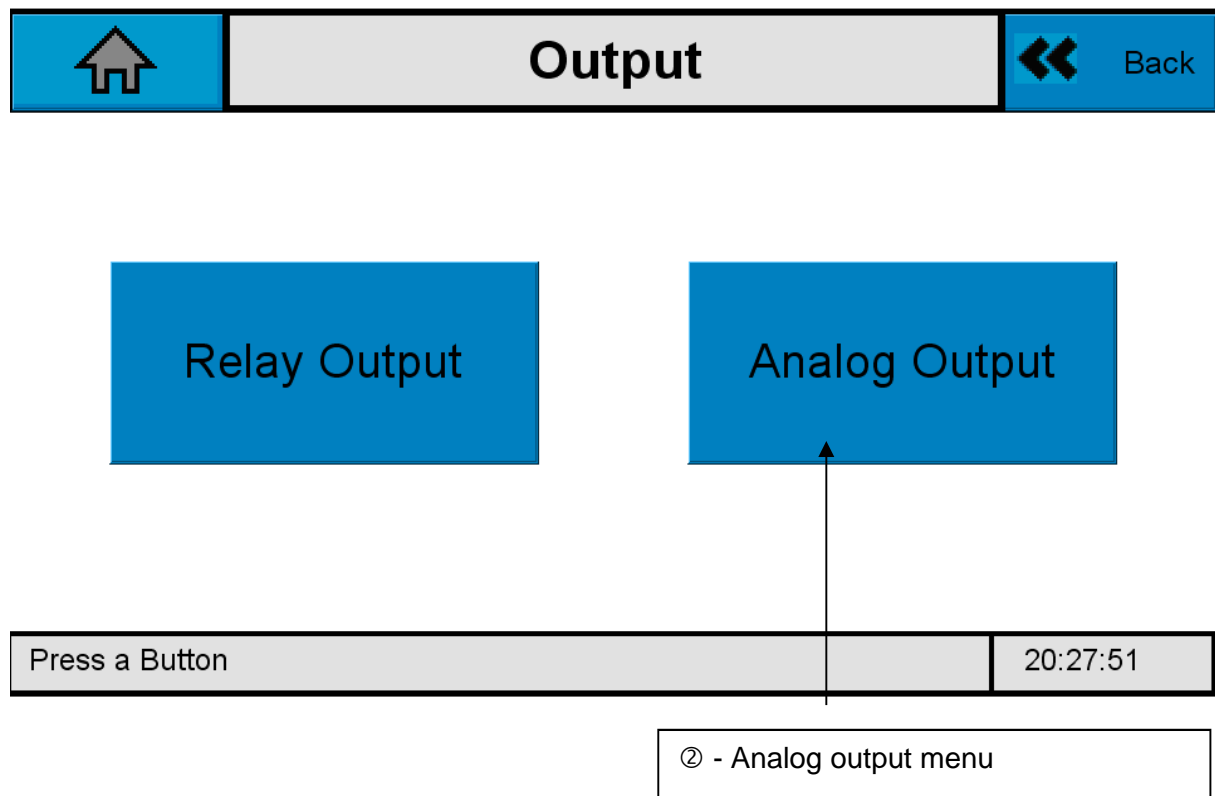 Output
Back
Relay Output
Analog Output
Press a Button
20:27:51
② - Analog output menu